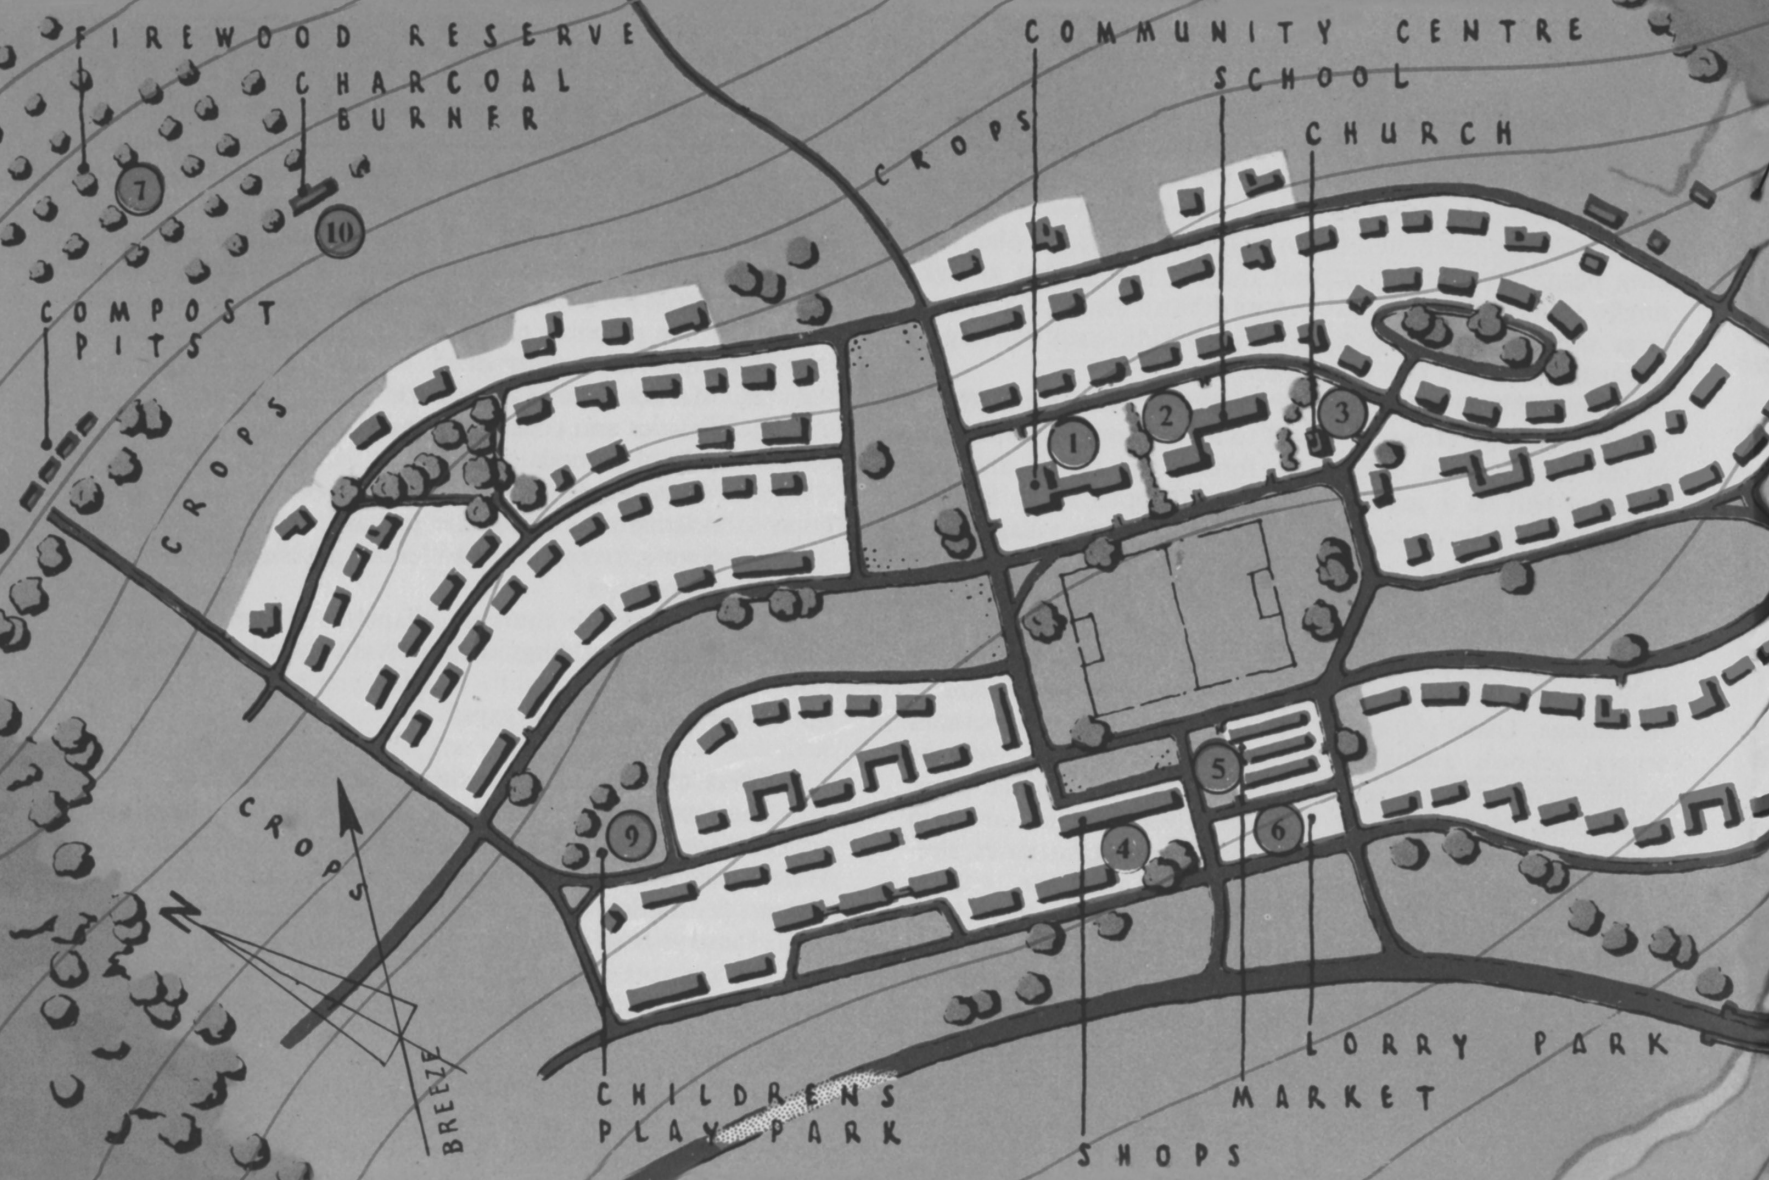 FIREWOOD RESERVE
CHARCOAL
BURNER
7
10
COMPOST
PITS
CROPS
COMMUNITY CENTRE
SCHOOL
CHURCH
CROPS
1
2
3
CROPS
N
BREEZE
9
4
5
6
CHILDRENS
PLAY PARK
SHOPS
MARKET
LORRY PARK